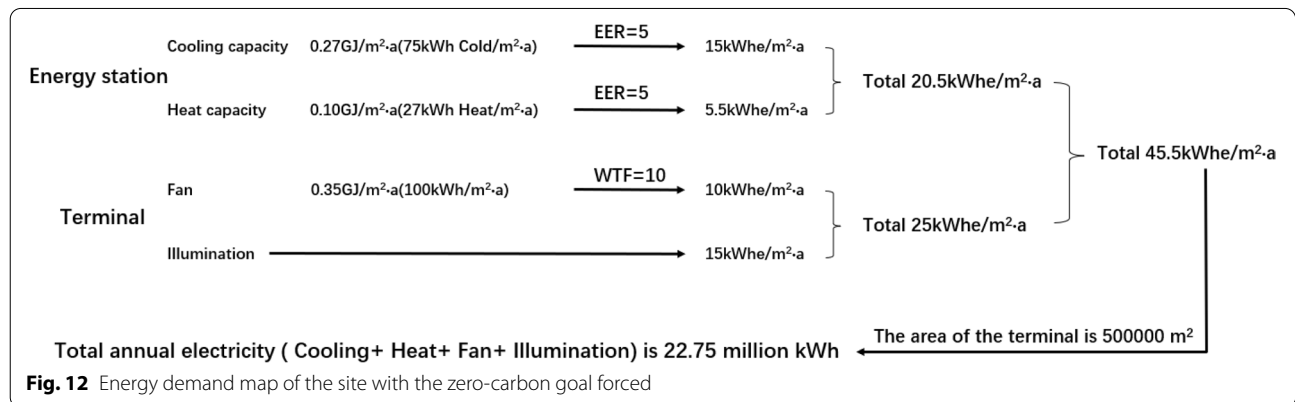 Energy station
Cooling capacity 0.27GJ/m²·a(75kWh Cold/m²·a) EER=5 15kWhe/m²·a
Heat capacity 0.10GJ/m²·a(27kWh Heat/m²·a) EER=5 5.5kWhe/m²·a
Total 20.5kWhe/m²·a
Terminal
Fan 0.35GJ/m²·a(100kWh/m²·a) WTF=10 10kWhe/m²·a
Illumination 15kWhe/m²·a
Total 25kWhe/m²·a
Total 45.5kWhe/m²·a
The area of the terminal is 500000 m²
Total annual electricity ( Cooling+ Heat+ Fan+ Illumination) is 22.75 million kWh
Fig. 12 Energy demand map of the site with the zero-carbon goal forced